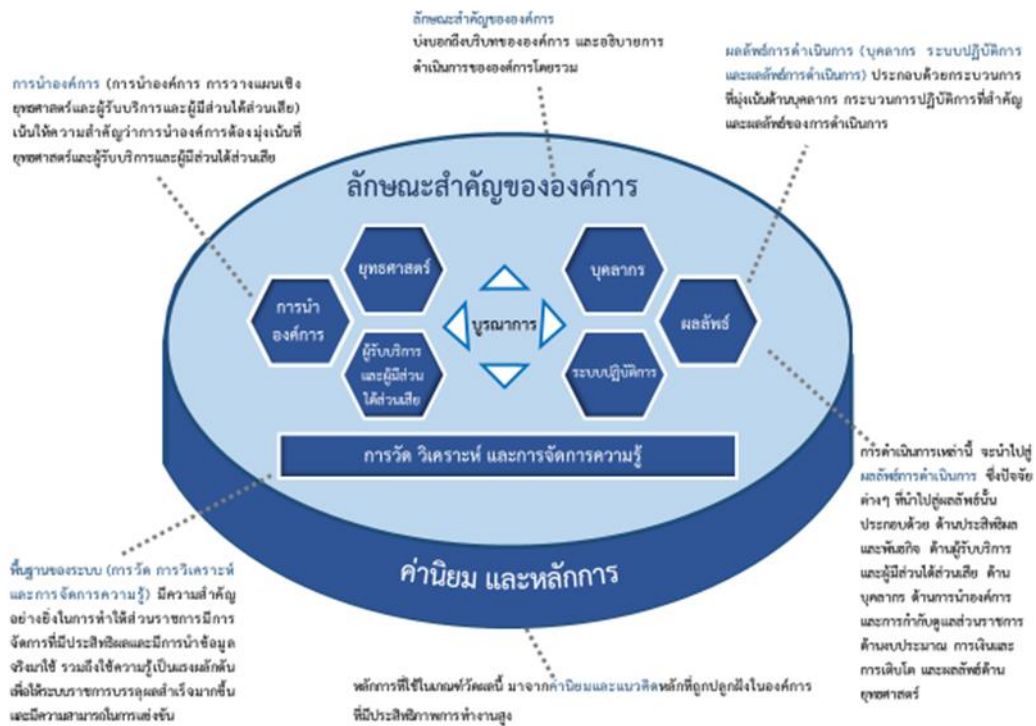 ลักษณะสำคัญขององค์การ
บ่งบอกถึงบริบทขององค์การ และอธิบายการ
ดำเนินการขององค์การโดยรวม
ผลลัพธ์การดำเนินการ (บุคลากร ระบบปฏิบัติการ
และผลลัพธ์การดำเนินการ) ประกอบด้วยกระบวนการ
ที่มุ่งเน้นด้านบุคลากร กระบวนการปฏิบัติการที่สำคัญ
และผลลัพธ์ของการดำเนินการ
การนำองค์การ (การนำองค์การ การวางแผนเชิง
ยุทธศาสตร์และผู้รับบริการและผู้มีส่วนได้ส่วนเสีย)
เน้นให้ความสำคัญว่าการนำองค์การต้องมุ่งเน้นที่
ยุทธศาสตร์และผู้รับบริการและผู้มีส่วนได้ส่วนเสีย
ลักษณะสำคัญขององค์การ
การนำ
องค์การ
ยุทธศาสตร์
ผู้รับบริการ
และผู้มีส่วน
ได้ส่วนเสีย
บูรณาการ
บุคลากร
ระบบปฏิบัติการ
ผลลัพธ์
การวัด วิเคราะห์ และการจัดการความรู้
ค่านิยม และหลักการ
การดำเนินการเหล่านี้ จะนำไปสู่
ผลลัพธ์การดำเนินการ ซึ่งปัจจัย
ต่างๆ ที่นำไปสู่ผลลัพธ์นั้น
ประกอบด้วย ด้านประสิทธิผล
และพันธกิจ ด้านผู้รับบริการ
และผู้มีส่วนได้ส่วนเสีย ด้าน
บุคลากร ด้านการนำองค์การ
และการกำกับดูแลส่วนราชการ
ด้านงบประมาณ การเงินและ
การเติบโต และผลลัพธ์ด้าน
ยุทธศาสตร์
พื้นฐานของระบบ (การวัด การวิเคราะห์
และการจัดการความรู้) มีความสำคัญ
อย่างยิ่งในการทำให้ส่วนราชการมีการ
จัดการที่มีประสิทธิผลและมีการนำข้อมูล
จริงมาใช้ รวมถึงใช้ความรู้เป็นแรงผลักดัน
เพื่อให้ระบบราชการบรรลุผลสำเร็จมากขึ้น
และมีความสามารถในการแข่งขัน
หลักการที่ใช้ในเกณฑ์วัดผลนี้ มาจากค่านิยมและแนวคิดหลักที่ถูกปลูกฝังในองค์การ
ที่มีประสิทธิภาพการทำงานสูง